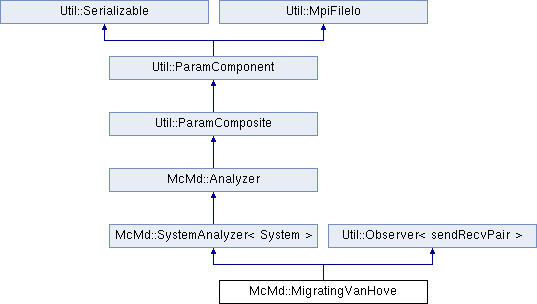 Util::Serializable
Util::MpiFileIo
Util::ParamComponent
Util::ParamComposite
McMd::Analyzer
McMd::SystemAnalyzer< System >
Util::Observer< sendRecvPair >
McMd::MigratingVanHove